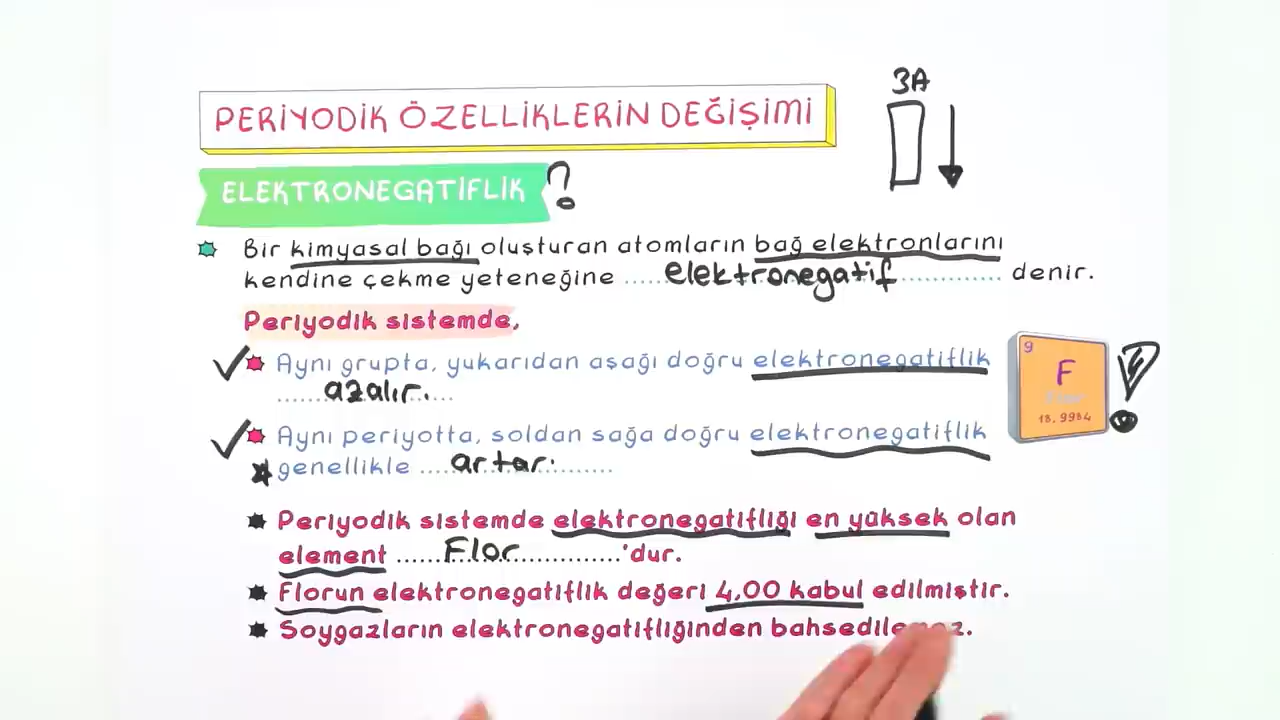 3A
PERİYODİK ÖZELLİKLERİN DEĞİŞİMİ
ELEKTRONEGATİFLİK ?
Bir kimyasal bağı oluşturan atomların bağ elektronlarını
kendine çekme yeteneğine ...... elektronegatif ...... denir.
Periyodik sistemde,
Aynı grupta, yukarıdan aşağı doğru elektronegatiflik
...... azalır. ...
Aynı periyotta, soldan sağa doğru elektronegatiflik
genellikle .... artar. ......
9
F
18.9984
Periyodik sistemde elektronegatifliği en yüksek olan
element ...... Flor ............'dur.
Florun elektronegatiflik değeri 4,00 kabul edilmiştir.
Soygazların elektronegatifliğinden bahsedilemez.